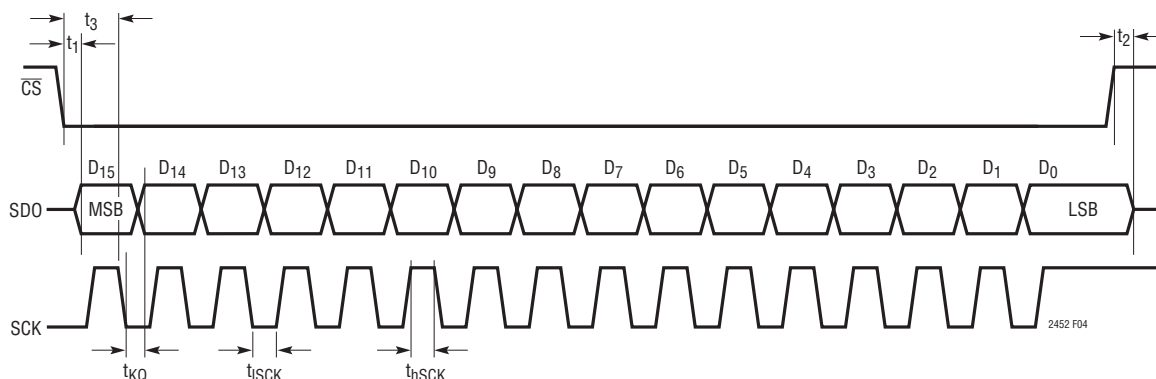 t3
t1
t2
CS
D15 D14 D13 D12 D11 D10 D9 D8 D7 D6 D5 D4 D3 D2 D1 D0
SDO MSB LSB
SCK
2452 F04
tKQ tlSCK thSCK